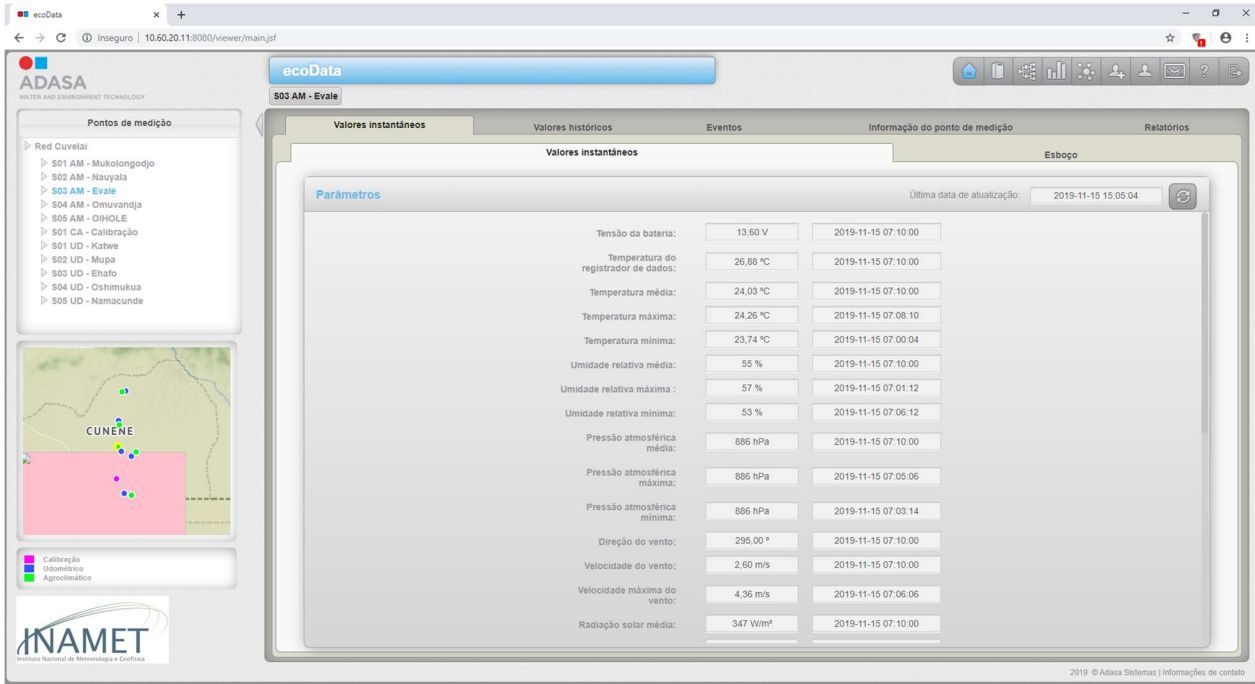 ecoData
Inseguro | 10.60.20.11:8080/viewer/main.jsf
ADASA
WATER AND ENVIRONMENT TECHNOLOGY
ecoData
S03 AM - Evale
Pontos de medição
Red Cuvelai
S01 AM - Mukolongodjo
S02 AM - Nauyala
S03 AM - Evale
S04 AM - Omuvandja
S05 AM - OIHOLE
S01 CA - Calibração
S01 UD - Katwe
S02 UD - Mupa
S03 UD - Ehafo
S04 UD - Oshimukua
S05 UD - Namacunde
CUNENE
Calibração
Udométrico
Agroclimático
INAMET
Instituto Nacional de Meteorologia e Geofísica
Valores instantâneos Valores históricos Eventos Informação do ponto de medição Relatórios
Valores instantâneos Esboço
Parâmetros Última data de atualização: 2019-11-15 15:05:04
Tensão da bateria: 13,60 V 2019-11-15 07:10:00
Temperatura do
registrador de dados: 26,88 ºC 2019-11-15 07:10:00
Temperatura média: 24,03 ºC 2019-11-15 07:10:00
Temperatura máxima: 24,26 ºC 2019-11-15 07:08:10
Temperatura mínima: 23,74 ºC 2019-11-15 07:00:04
Umidade relativa média: 55 % 2019-11-15 07:10:00
Umidade relativa máxima : 57 % 2019-11-15 07:01:12
Umidade relativa mínima: 53 % 2019-11-15 07:06:12
Pressão atmosférica
média: 886 hPa 2019-11-15 07:10:00
Pressão atmosférica
máxima: 886 hPa 2019-11-15 07:05:06
Pressão atmosférica
mínima: 886 hPa 2019-11-15 07:03:14
Direção do vento: 295,00 º 2019-11-15 07:10:00
Velocidade do vento: 2,60 m/s 2019-11-15 07:10:00
Velocidade máxima do
vento: 4,36 m/s 2019-11-15 07:06:06
Radiação solar média: 347 W/m² 2019-11-15 07:10:00
2019 © Adasa Sistemas | Informações de contato